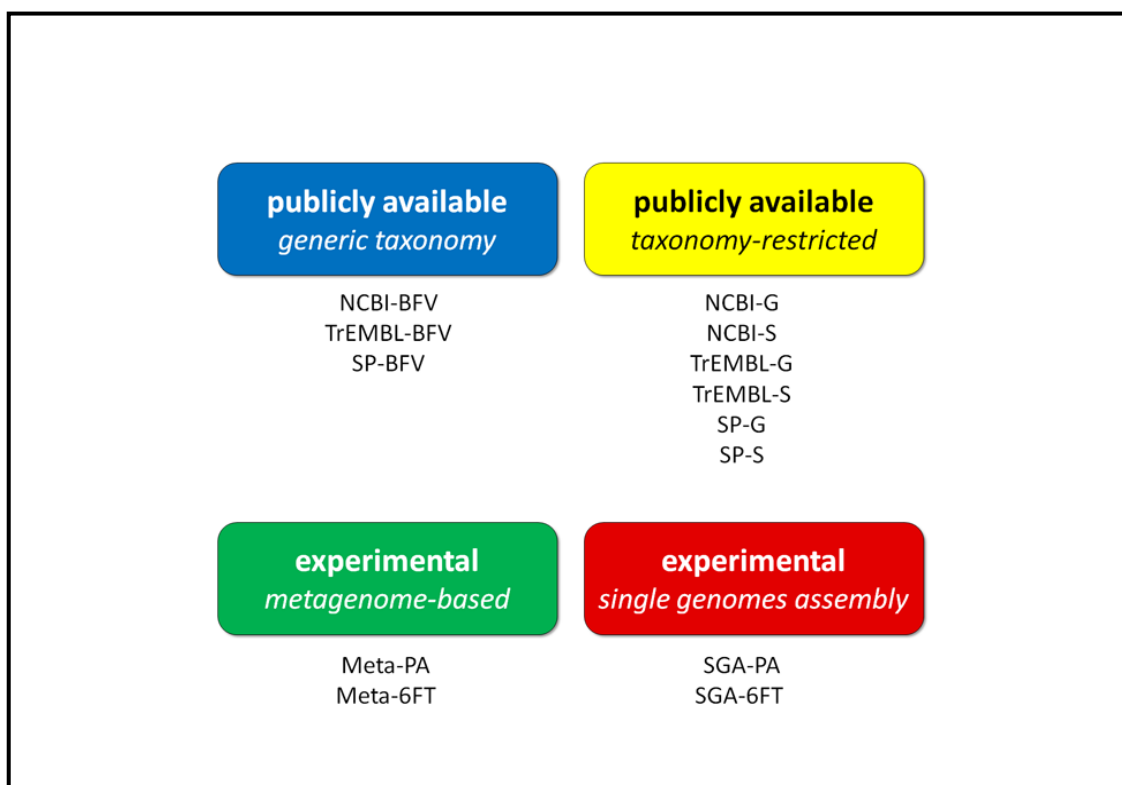 publicly available
generic taxonomy
NCBI-BFV
TrEMBL-BFV
SP-BFV
publicly available
taxonomy-restricted
NCBI-G
NCBI-S
TrEMBL-G
TrEMBL-S
SP-G
SP-S
experimental
metagenome-based
Meta-PA
Meta-6FT
experimental
single genomes assembly
SGA-PA
SGA-6FT